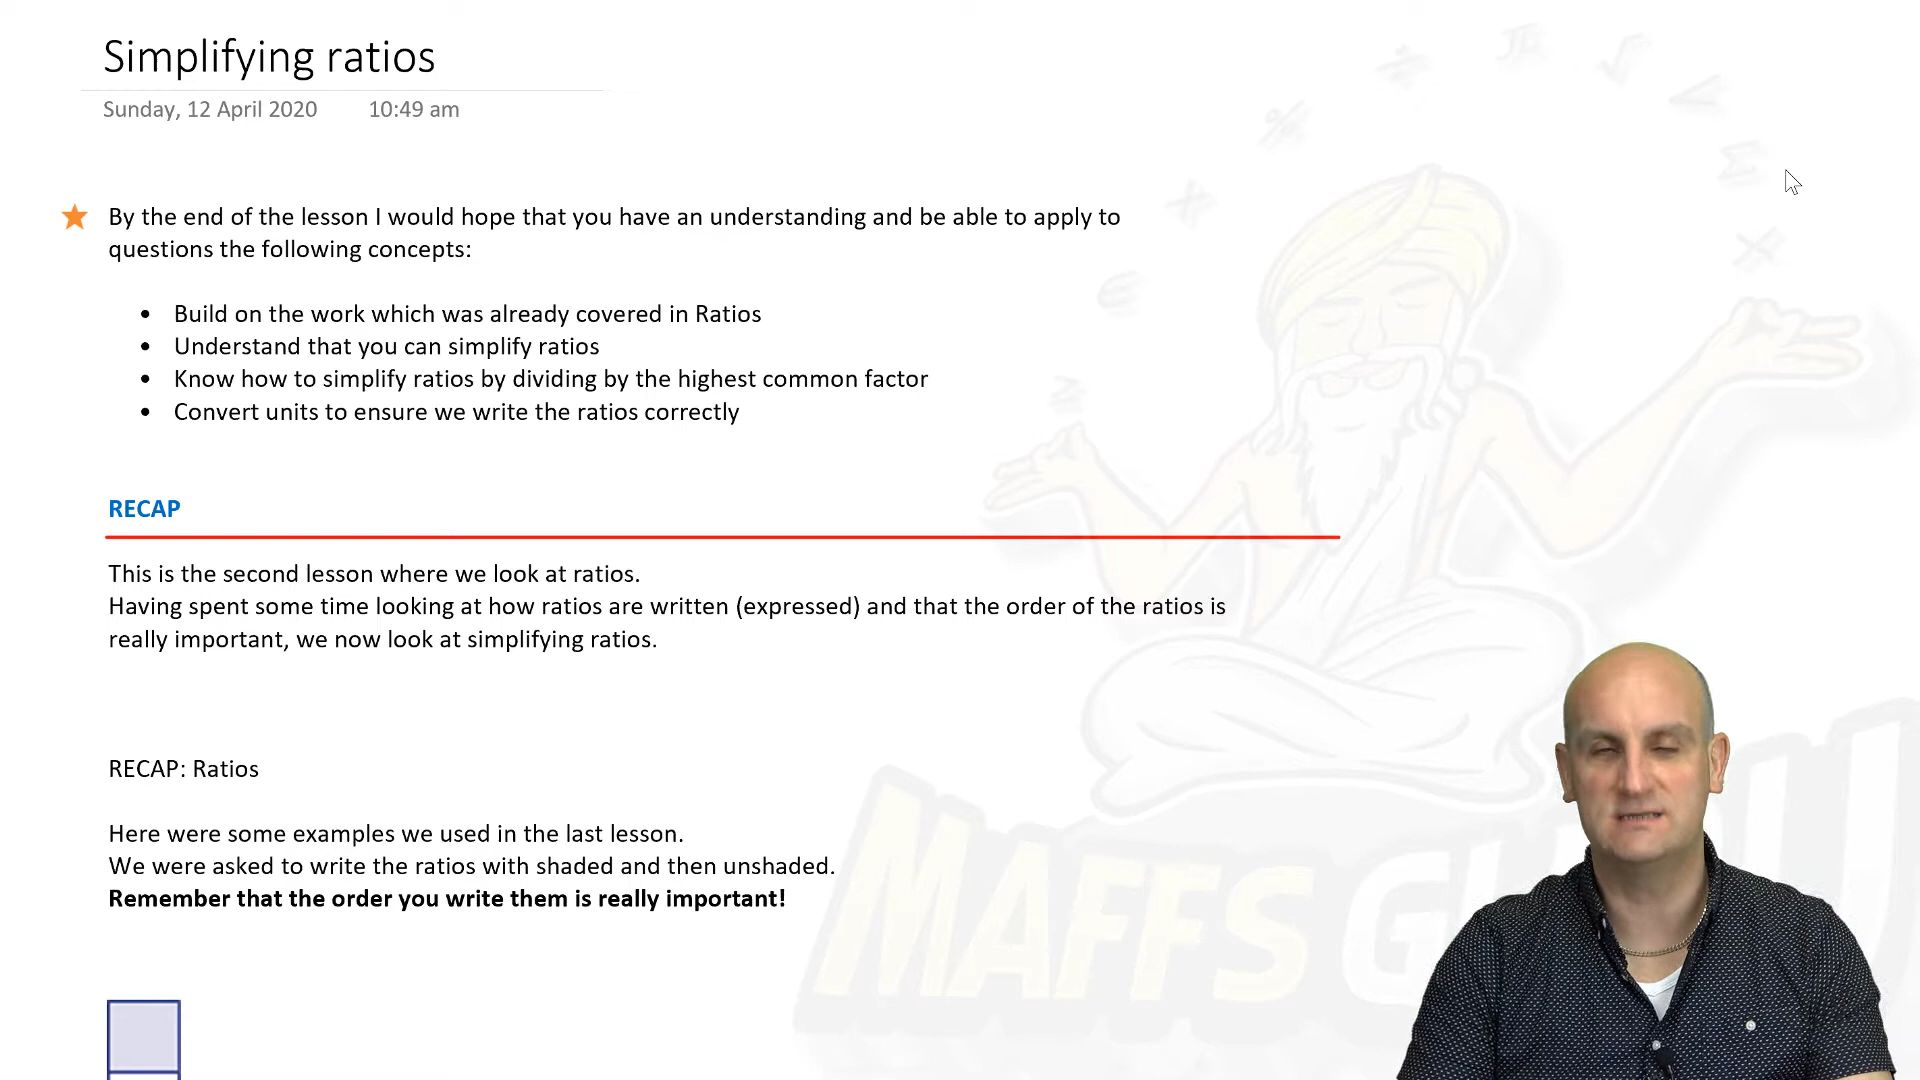 Simplifying ratios
Sunday, 12 April 2020 10:49 am
By the end of the lesson I would hope that you have an understanding and be able to apply to
questions the following concepts:
• Build on the work which was already covered in Ratios
• Understand that you can simplify ratios
• Know how to simplify ratios by dividing by the highest common factor
• Convert units to ensure we write the ratios correctly
RECAP
This is the second lesson where we look at ratios.
Having spent some time looking at how ratios are written (expressed) and that the order of the ratios is
really important, we now look at simplifying ratios.
RECAP: Ratios
Here were some examples we used in the last lesson.
We were asked to write the ratios with shaded and then unshaded.
Remember that the order you write them is really important!
MAFFS